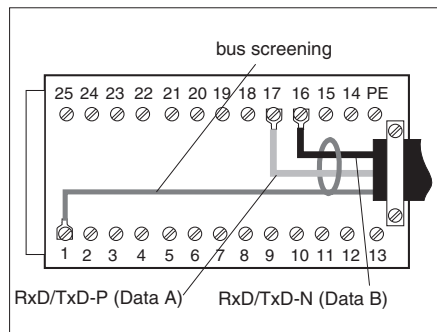 bus screening
25 24 23 22 21 20 19 18 17 16 15 14 PE
1 2 3 4 5 6 7 8 9 10 11 12 13
RxD/TxD-P (Data A) RxD/TxD-N (Data B)